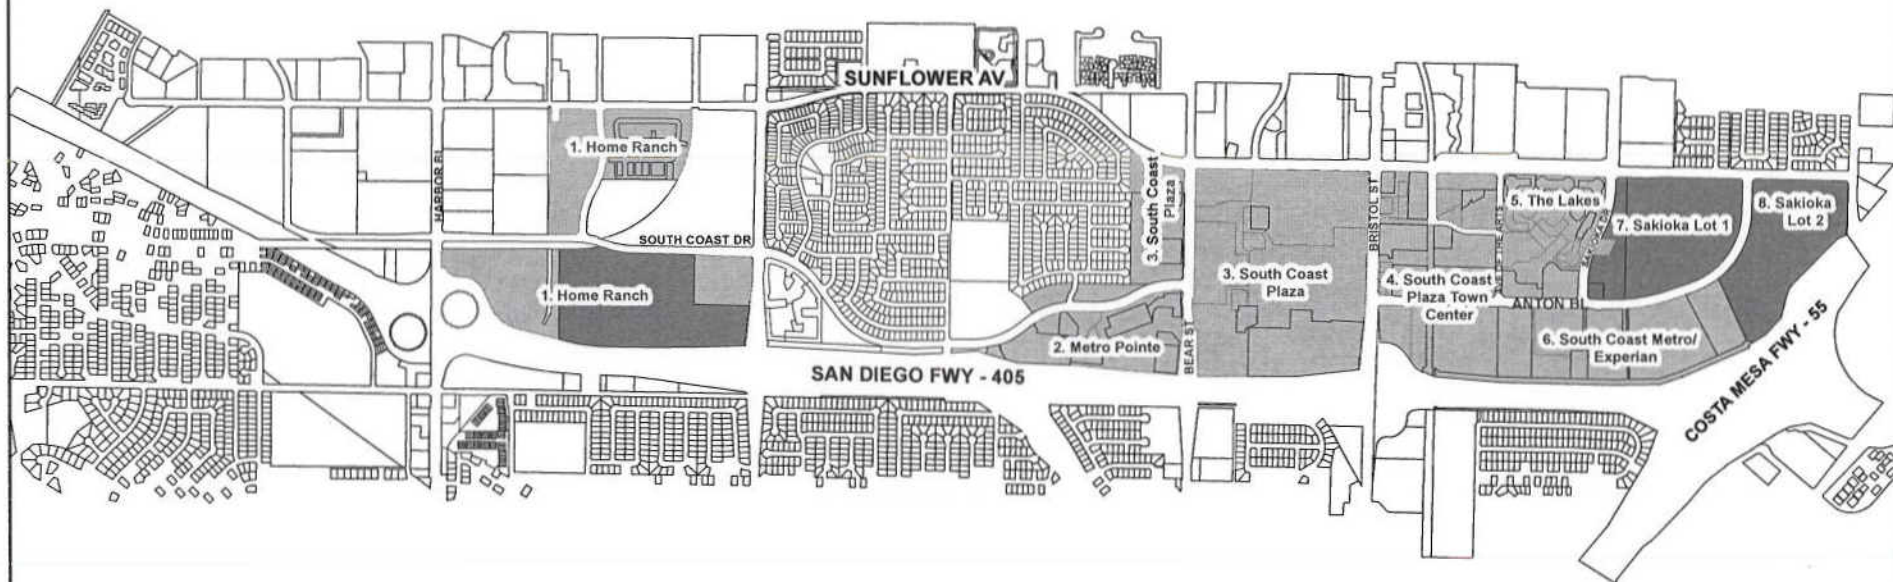 SUNFLOWER AV
1. Home Ranch
HARBOR BL
SOUTH COAST DR
1. Home Ranch
3. South Coast
Plaza
BEAR ST
2. Metro Pointe
3. South Coast
Plaza
BRISTOL ST
4. South Coast
Plaza Town
Center
5. The Lakes
7. Sakioka Lot 1
8. Sakioka
Lot 2
ANTON BL
6. South Coast Metro/
Experian
SAN DIEGO FWY - 405
COSTA MESA FWY - 55